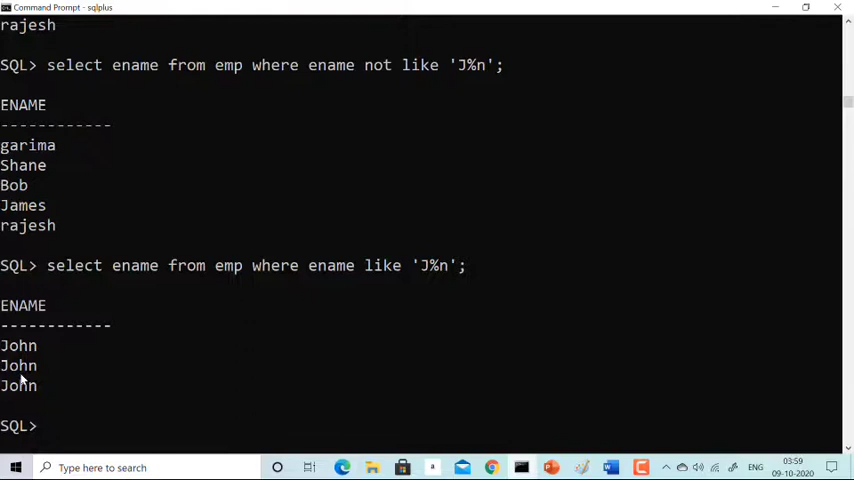 Command Prompt - sqlplus
rajesh
SQL> select ename from emp where ename not like 'J%n';
ENAME
------------
garima
Shane
Bob
James
rajesh
SQL> select ename from emp where ename like 'J%n';
ENAME
------------
John
John
John
SQL>
Type here to search
a
ENG
03:59
09-10-2020